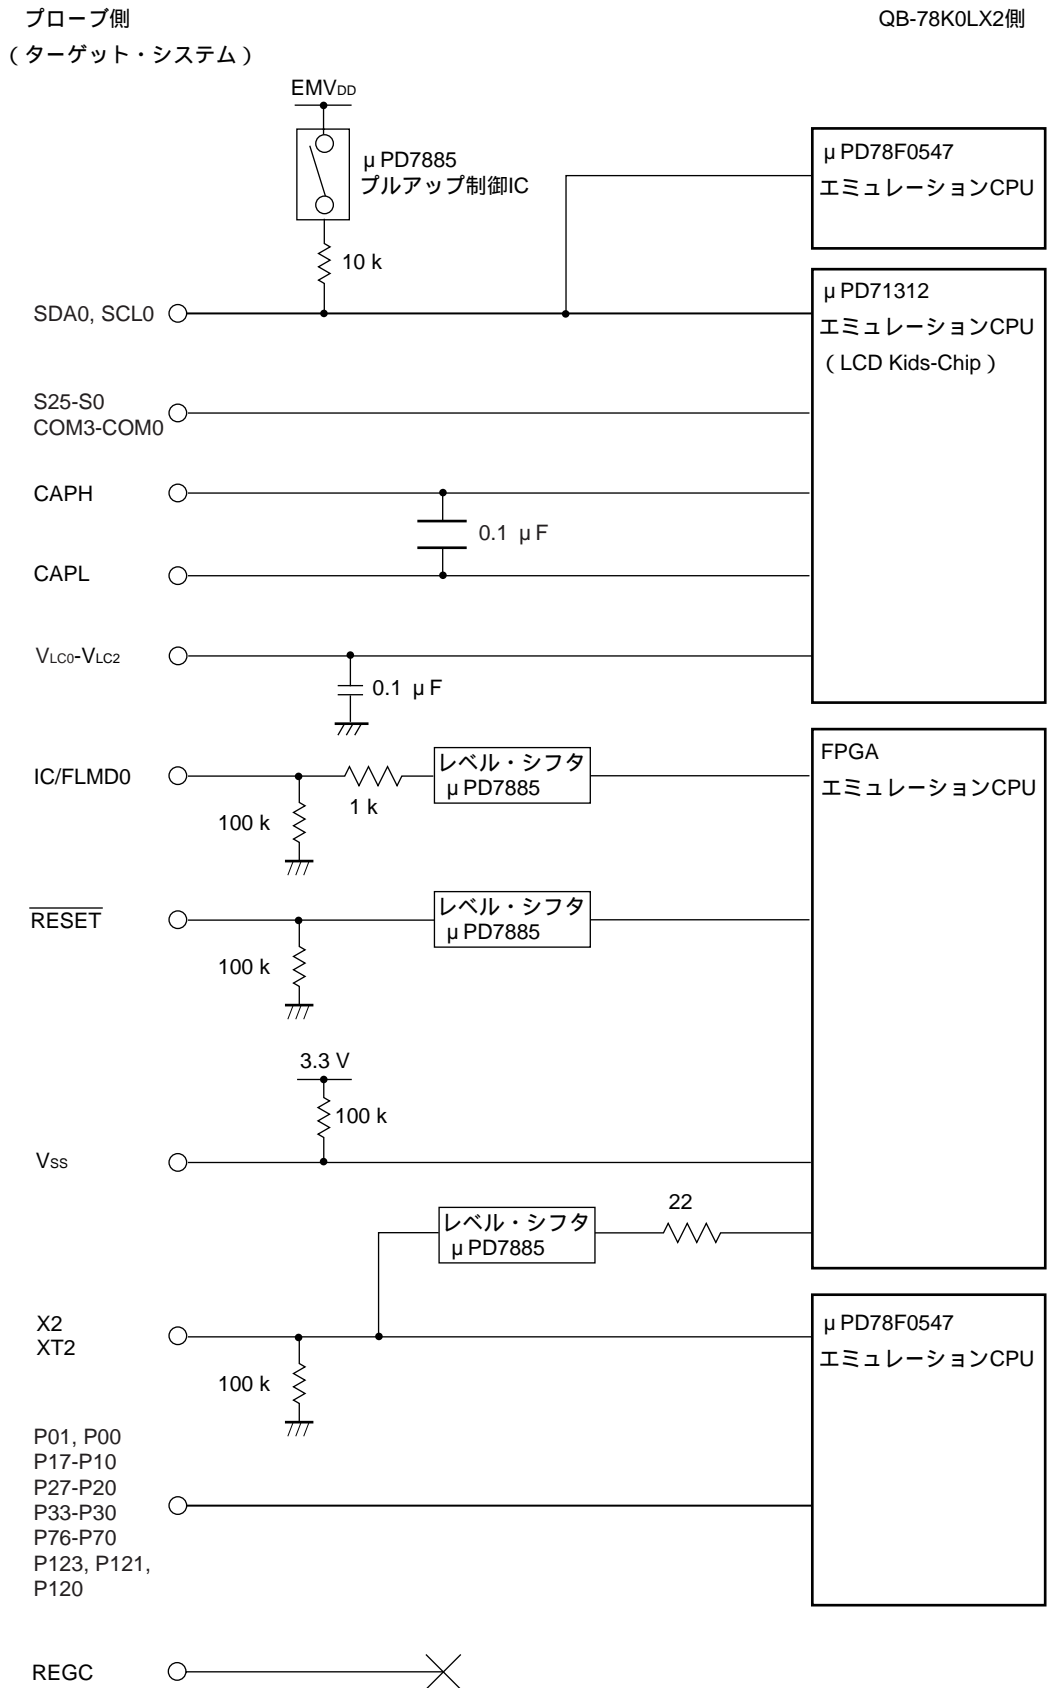 プローブ側
QB-78K0LX2側
（ターゲット・システム）
EMVDD
μPD7885
プルアップ制御IC
10 k
μPD78F0547
エミュレーションCPU
SDA0, SCL0
μPD71312
エミュレーションCPU
（LCD Kids-Chip）
S25-S0
COM3-COM0
CAPH
0.1 μF
CAPL
VLC0-VLC2
0.1 μF
IC/FLMD0
100 k
1 k
レベル・シフタ
μPD7885
FPGA
エミュレーションCPU
RESET
100 k
レベル・シフタ
μPD7885
3.3 V
100 k
VSS
レベル・シフタ
μPD7885
22
X2
XT2
100 k
μPD78F0547
エミュレーションCPU
P01, P00
P17-P10
P27-P20
P33-P30
P76-P70
P123, P121,
P120
REGC